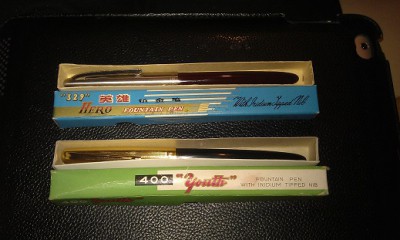 "329" 英雄
HERO FOUNTAIN PEN With Iridium Tipped Nib
400 "Youth" FOUNTAIN PEN
WITH IRIDIUM TIPPED NIB